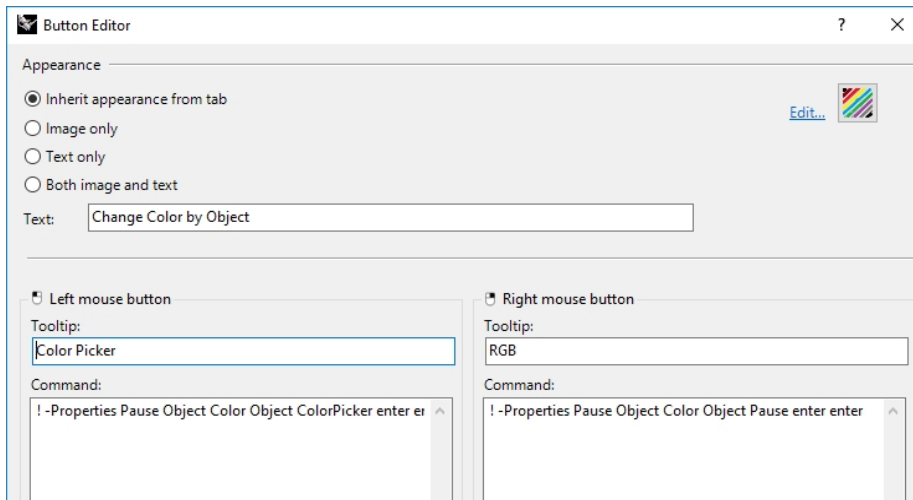 Button Editor
?
Appearance
Inherit appearance from tab
Edit...
Image only
Text only
Both image and text
Text: Change Color by Object
Left mouse button
Tooltip:
Color Picker
Command:
! -Properties Pause Object Color Object ColorPicker enter er
Right mouse button
Tooltip:
RGB
Command:
! -Properties Pause Object Color Object Pause enter enter